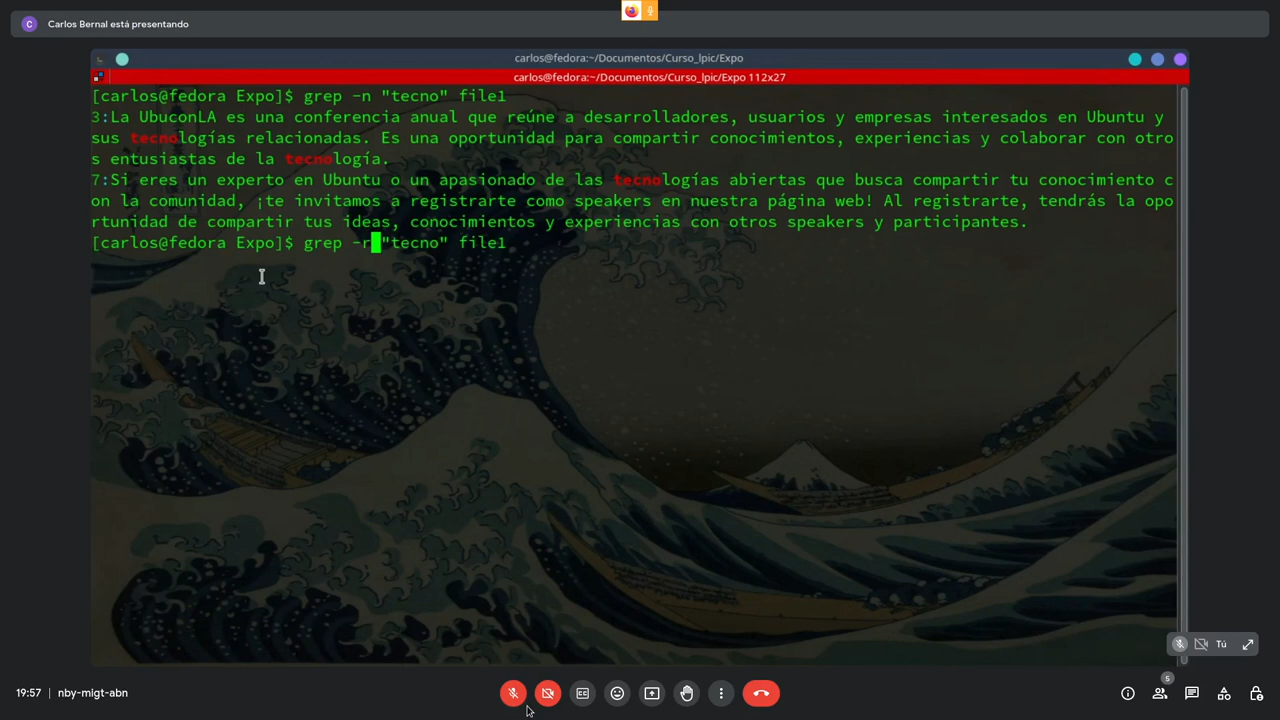 C Carlos Bernal está presentando
carlos@fedora:~/Documentos/Curso_lpic/Expo
carlos@fedora:~/Documentos/Curso_lpic/Expo 112x27
[carlos@fedora Expo]$ grep -n "tecno" file1
3:La UbuconLA es una conferencia anual que reúne a desarrolladores, usuarios y empresas interesados en Ubuntu y
sus tecnologías relacionadas. Es una oportunidad para compartir conocimientos, experiencias y colaborar con otro
s entusiastas de la tecnología.
7:Si eres un experto en Ubuntu o un apasionado de las tecnologías abiertas que busca compartir tu conocimiento c
on la comunidad, ¡te invitamos a registrarte como speakers en nuestra página web! Al registrarte, tendrás la opo
rtunidad de compartir tus ideas, conocimientos y experiencias con otros speakers y participantes.
[carlos@fedora Expo]$ grep -r "tecno" file1
Tú
5
19:57 | nby-migt-abn